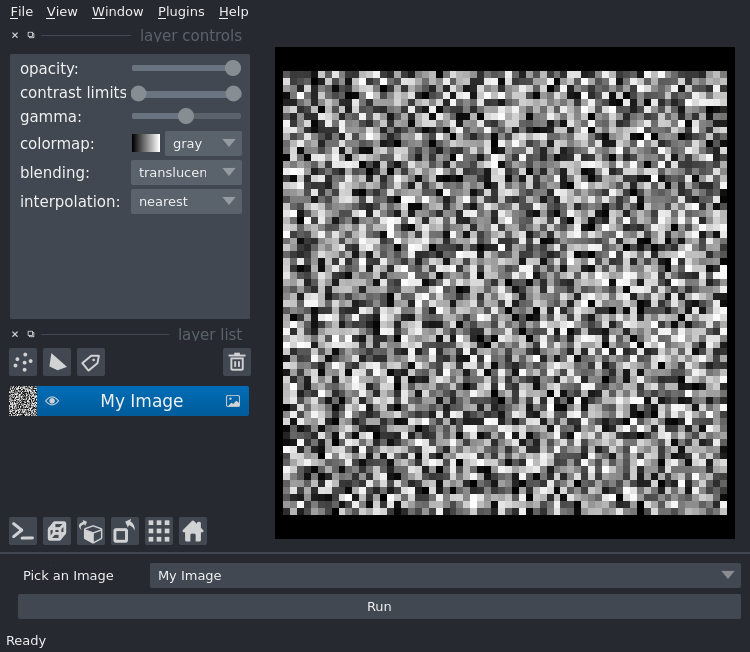 File View Window Plugins Help
layer controls
opacity:
contrast limits
gamma:
colormap: gray
blending: translucen
interpolation: nearest
layer list
My Image
Pick an Image My Image
Run
Ready